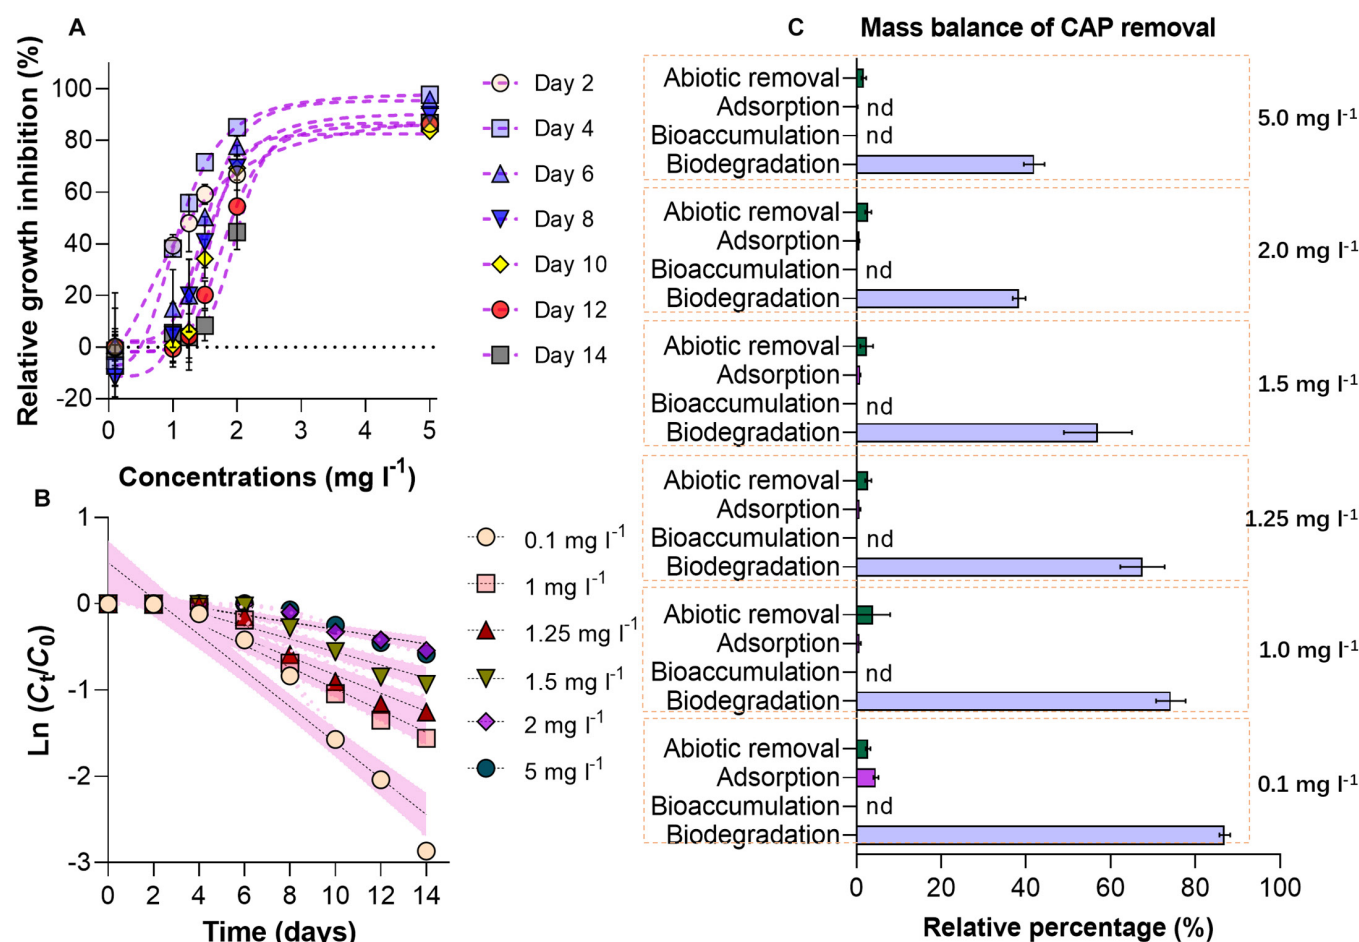 A
Relative growth inhibition (%)
100
80
60
40
20
0
-20
0
1
2
3
4
5
Concentrations (mg l-1)
Day 2
Day 4
Day 6
Day 8
Day 10
Day 12
Day 14
B
Ln (Ct/C0)
1
0
-1
-2
-3
0
2
4
6
8
10
12
14
Time (days)
0.1 mg l-1
1 mg l-1
1.25 mg l-1
1.5 mg l-1
2 mg l-1
5 mg l-1
C
Mass balance of CAP removal
Abiotic removal
Adsorption nd
Bioaccumulation nd
Biodegradation
5.0 mg l-1
Abiotic removal
Adsorption
Bioaccumulation nd
Biodegradation
2.0 mg l-1
Abiotic removal
Adsorption
Bioaccumulation nd
Biodegradation
1.5 mg l-1
Abiotic removal
Adsorption
Bioaccumulation nd
Biodegradation
1.25 mg l-1
Abiotic removal
Adsorption
Bioaccumulation nd
Biodegradation
1.0 mg l-1
Abiotic removal
Adsorption
Bioaccumulation nd
Biodegradation
0.1 mg l-1
0
20
40
60
80
100
Relative percentage (%)